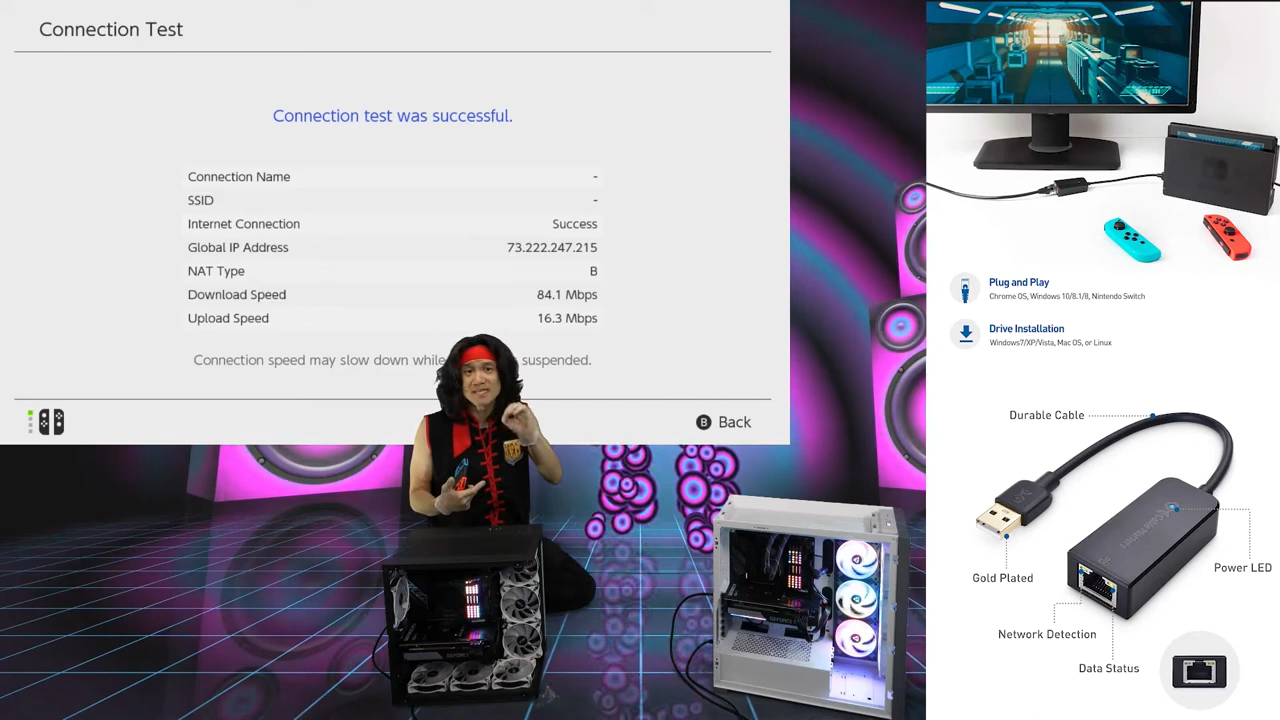 Connection Test
Connection test was successful.
Connection Name -
SSID -
Internet Connection Success
Global IP Address 73.222.247.215
NAT Type B
Download Speed 84.1 Mbps
Upload Speed 16.3 Mbps
Connection speed may slow down while suspended.
B Back
Plug and Play
Chrome OS, Windows 10/8.1/8, Nintendo Switch
Drive Installation
Windows7/XP/Vista, Mac OS, or Linux
Durable Cable
Gold Plated
Power LED
Network Detection
Data Status